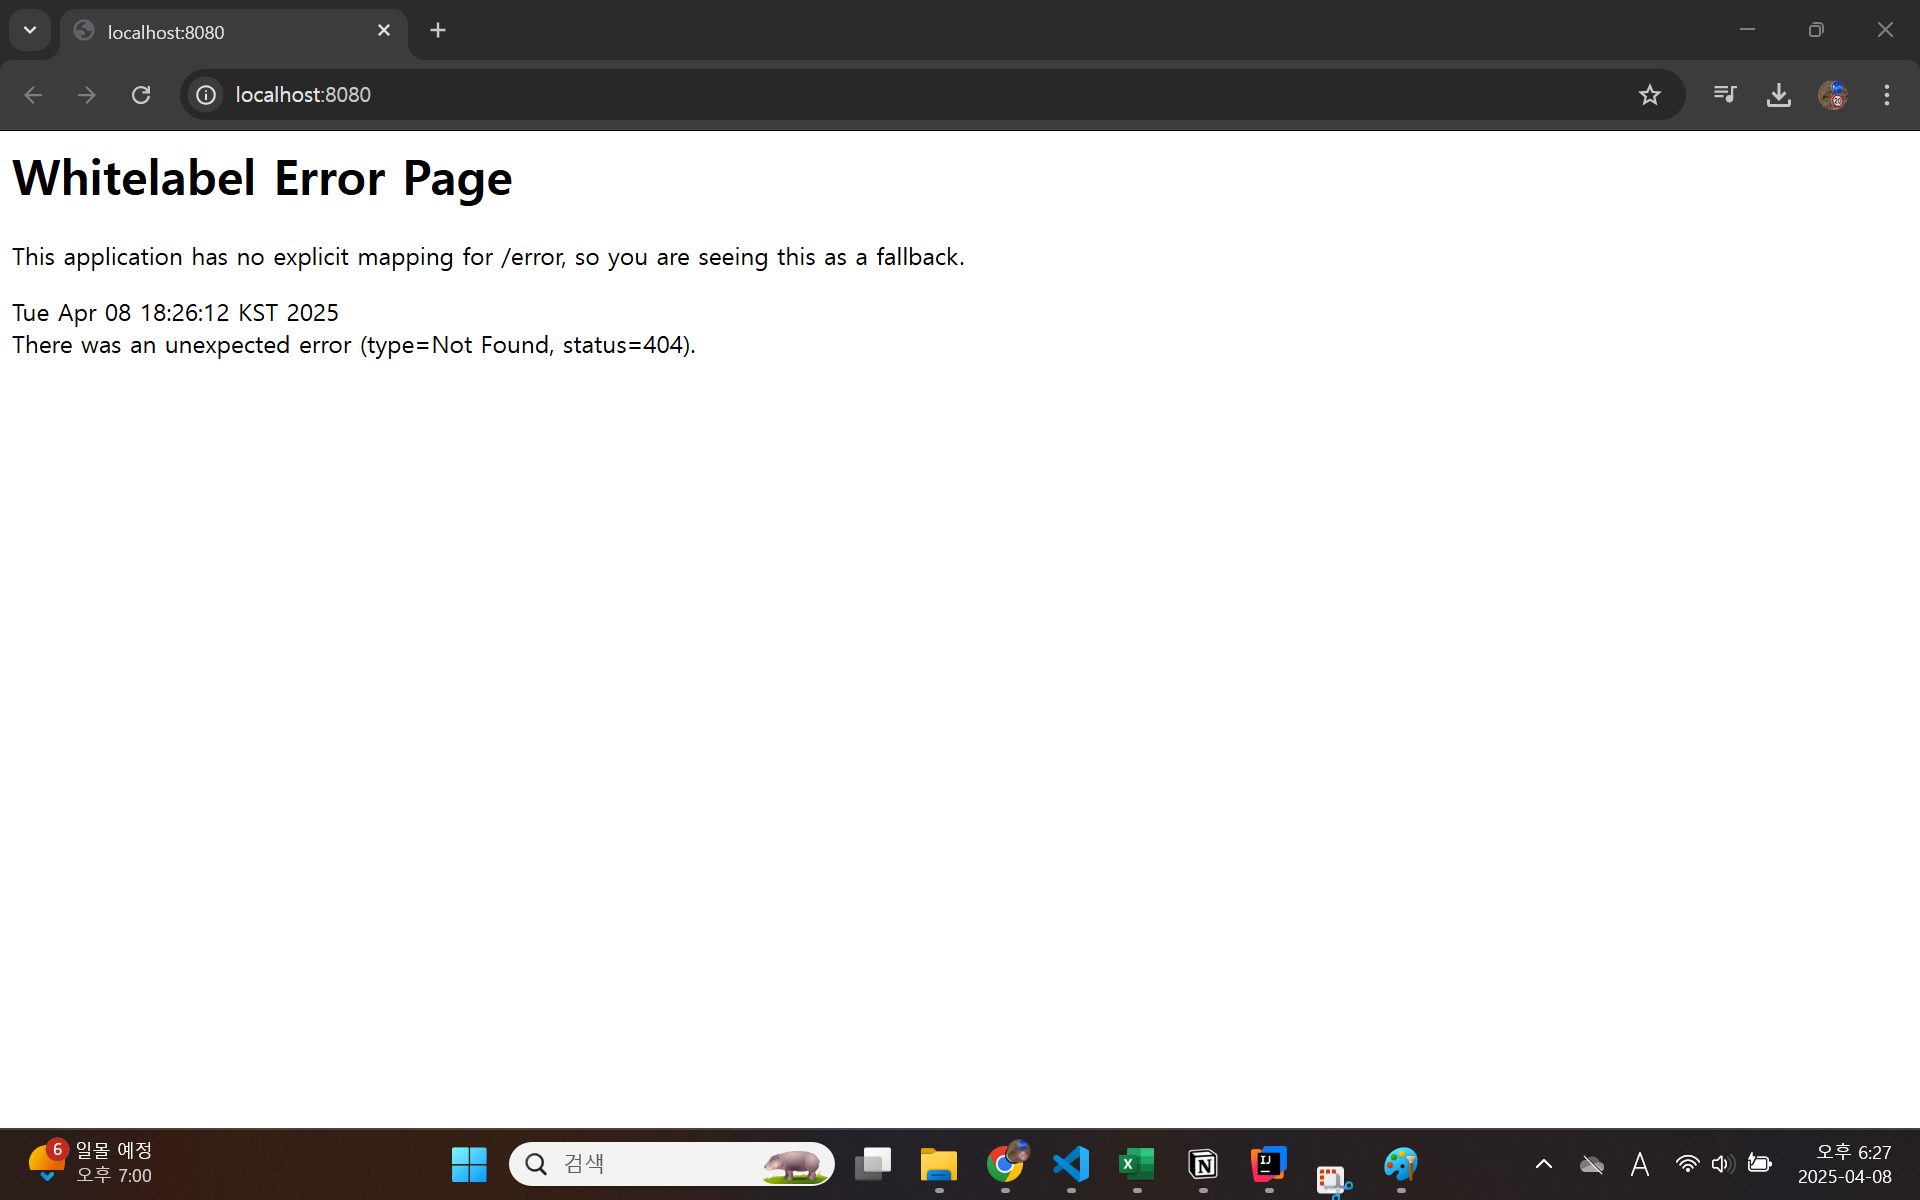 localhost:8080
localhost:8080
Whitelabel Error Page
This application has no explicit mapping for /error, so you are seeing this as a fallback.
Tue Apr 08 18:26:12 KST 2025
There was an unexpected error (type=Not Found, status=404).
6
일몰 예정
오후 7:00
검색
A
오후 6:27
2025-04-08